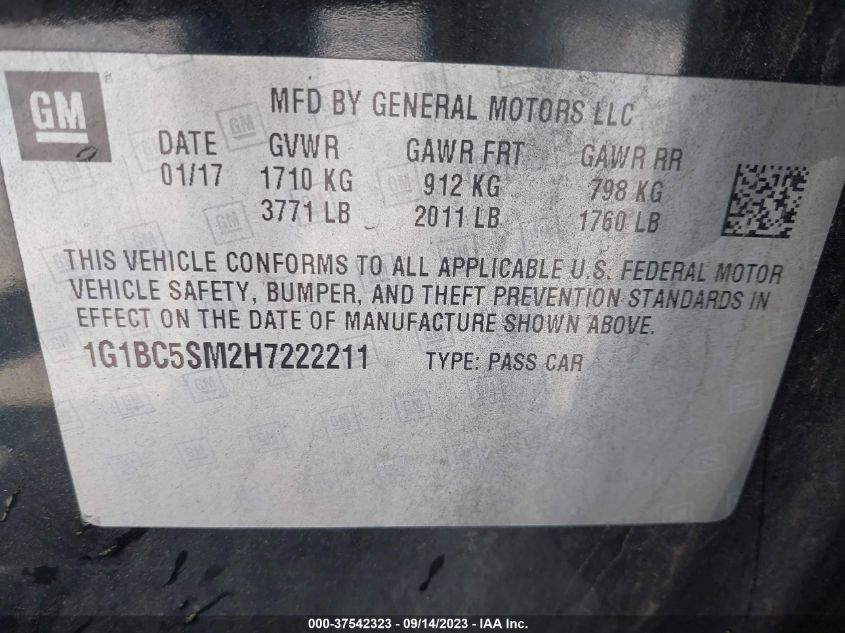 GM ®
MFD BY GENERAL MOTORS LLC
DATE GVWR GAWR FRT GAWR RR
01/17 1710 KG 912 KG 798 KG
3771 LB 2011 LB 1760 LB
THIS VEHICLE CONFORMS TO ALL APPLICABLE U.S. FEDERAL MOTOR
VEHICLE SAFETY, BUMPER, AND THEFT PREVENTION STANDARDS IN
EFFECT ON THE DATE OF MANUFACTURE SHOWN ABOVE.
1G1BC5SM2H7222211 TYPE: PASS CAR
000-37542323 - 09/14/2023 - IAA Inc.